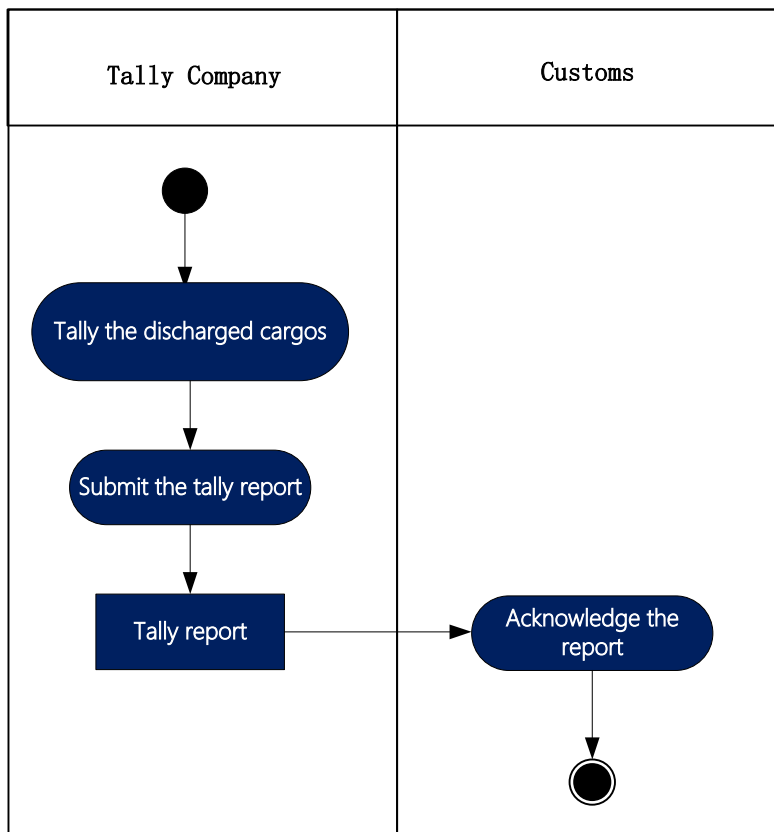 Tally Company
Customs
Tally the discharged cargos
Submit the tally report
Tally report
Acknowledge the
report